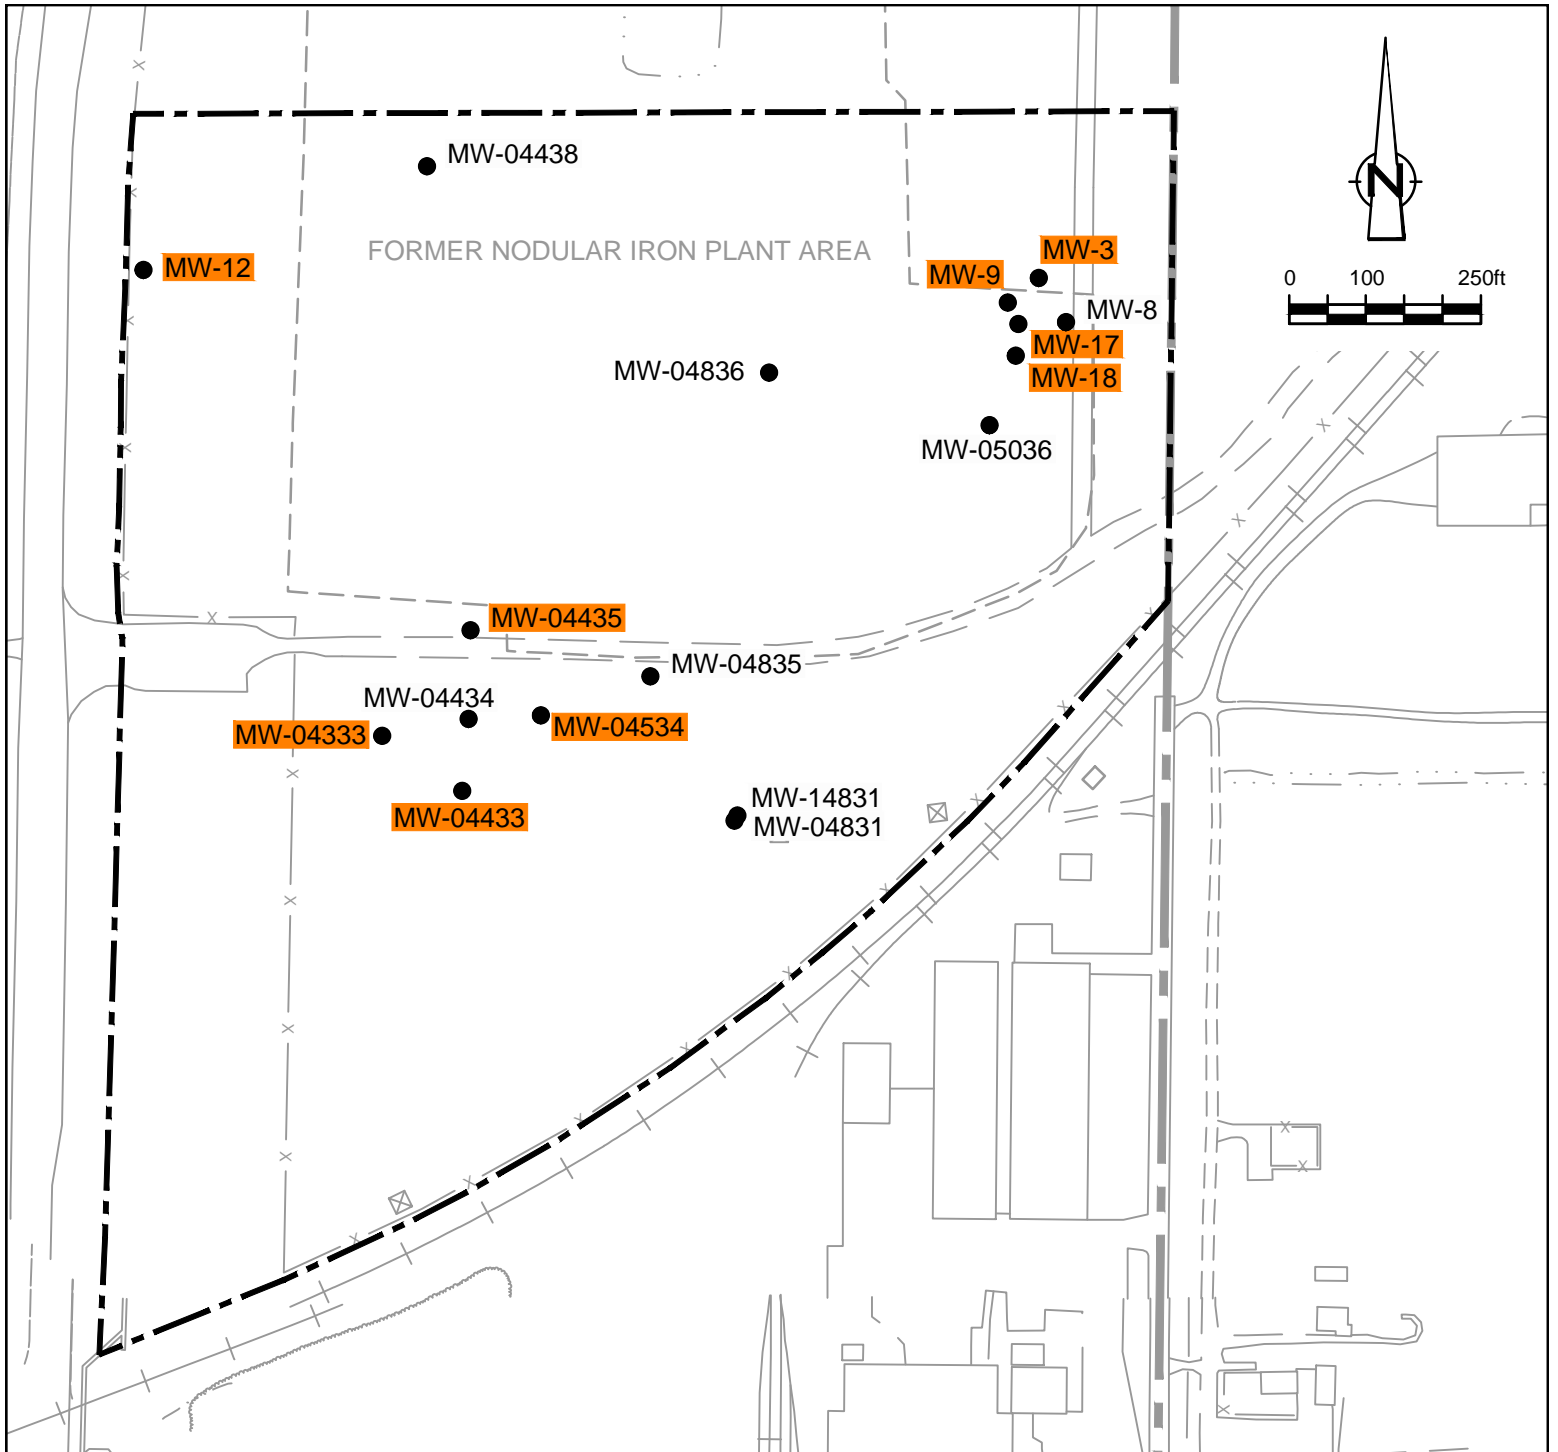 MW-04438
N
FORMER NODULAR IRON PLANT AREA
MW-3
MW-12
MW-9
0 100 250ft
MW-8
MW-17
MW-04836
MW-18
MW-05036
MW-04435
MW-04835
MW-04434
MW-04534
MW-04333
MW-14831
MW-04433
MW-04831